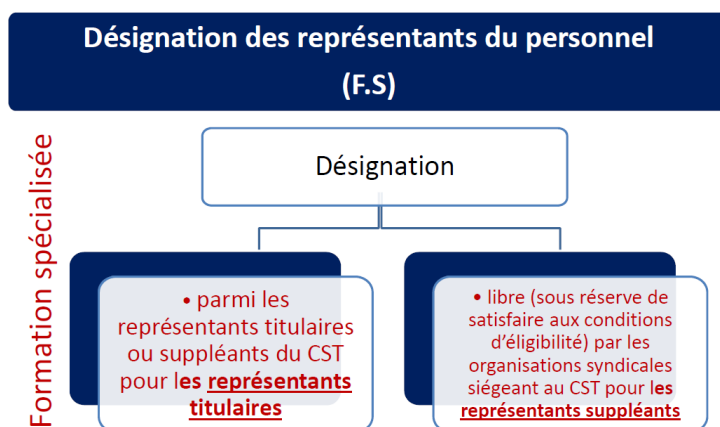 Désignation des représentants du personnel
(F.S)
Formation spécialisée
Désignation
• parmi les
représentants titulaires
ou suppléants du CST
pour les représentants
titulaires
• libre (sous réserve de
satisfaire aux conditions
d’éligibilité) par les
organisations syndicales
siégeant au CST pour les
représentants suppléants